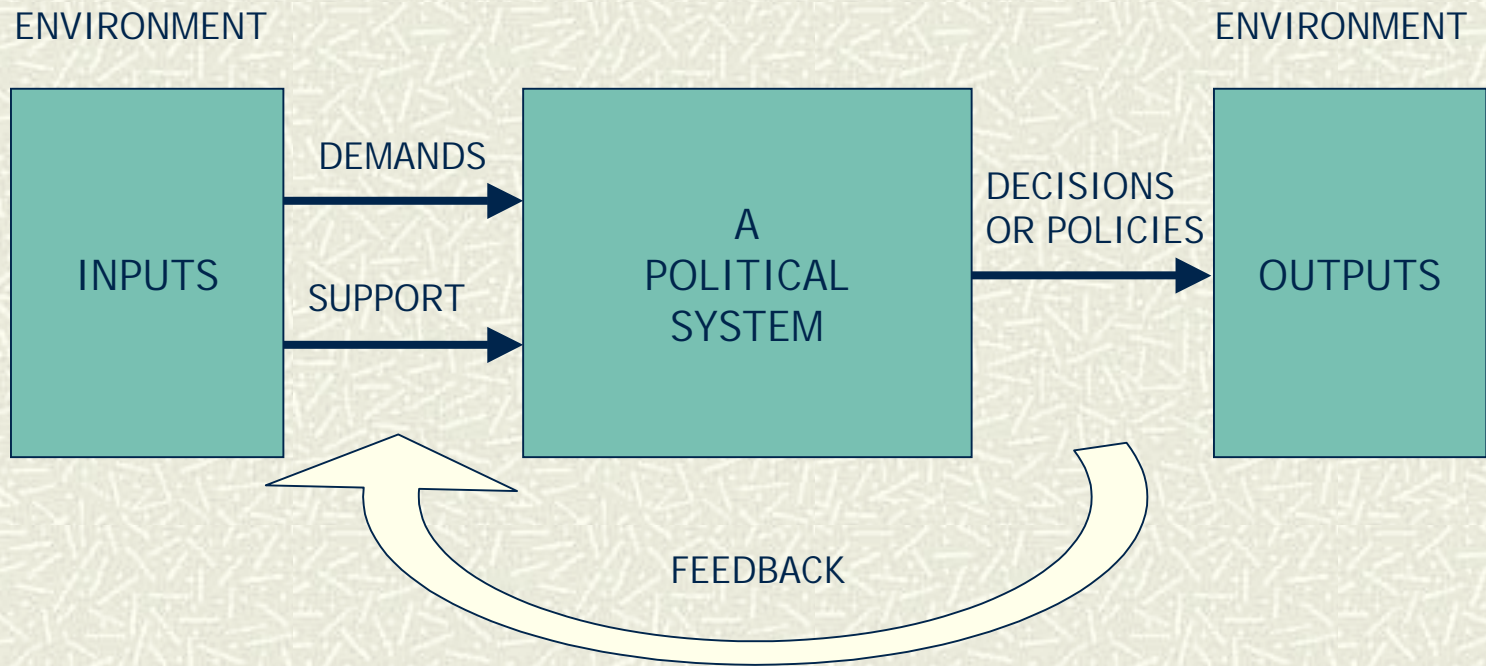 ENVIRONMENT
ENVIRONMENT
INPUTS
DEMANDS
SUPPORT
A
POLITICAL
SYSTEM
DECISIONS
OR POLICIES
OUTPUTS
FEEDBACK